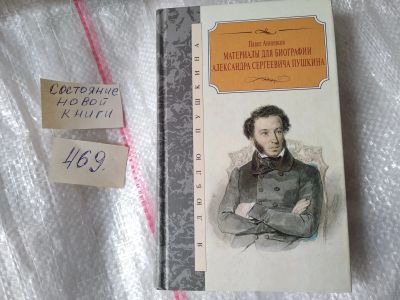 Состояние
новой
книги
469.
Я ЛЮБЛЮ ПУШКИНА
Павел Анненков
МАТЕРИАЛЫ ДЛЯ БИОГРАФИИ
АЛЕКСАНДРА СЕРГЕЕВИЧА ПУШКИНА